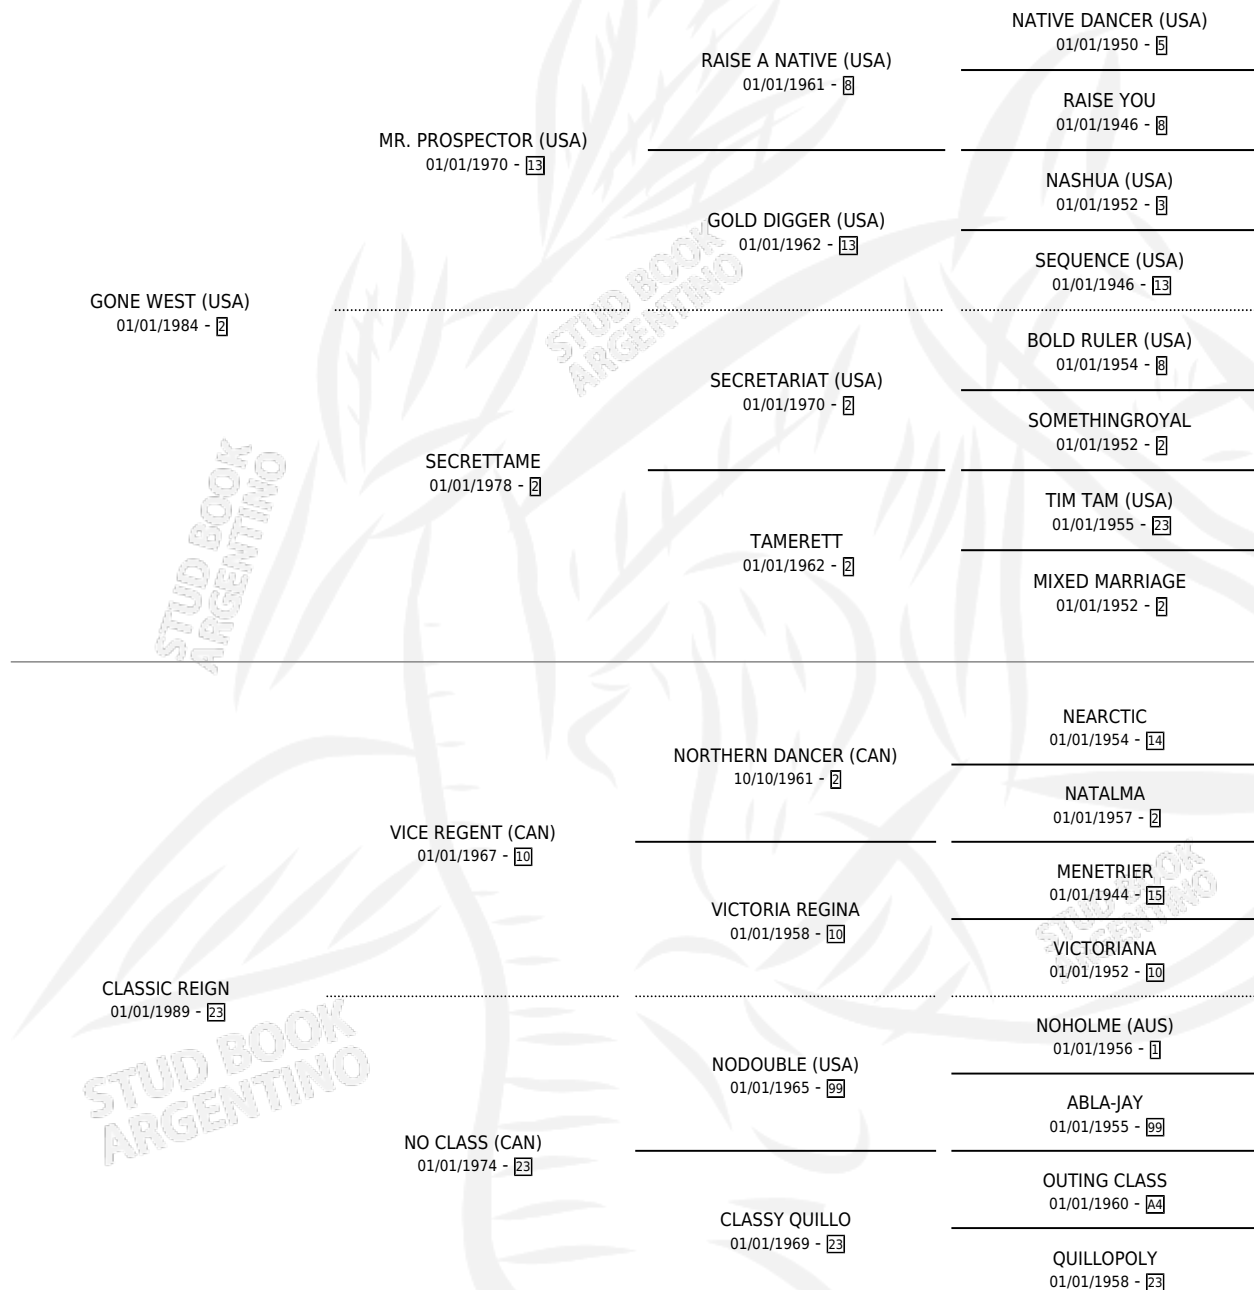 GONE WEST (USA)
01/01/1984 - 2
MR. PROSPECTOR (USA)
01/01/1970 - 13
RAISE A NATIVE (USA)
01/01/1961 - 8
NATIVE DANCER (USA)
01/01/1950 - 5
RAISE YOU
01/01/1946 - 8
GOLD DIGGER (USA)
01/01/1962 - 13
NASHUA (USA)
01/01/1952 - 3
SEQUENCE (USA)
01/01/1946 - 13
SECRETTAME
01/01/1978 - 2
SECRETARIAT (USA)
01/01/1970 - 2
BOLD RULER (USA)
01/01/1954 - 8
SOMETHINGROYAL
01/01/1952 - 2
TAMERETT
01/01/1962 - 2
TIM TAM (USA)
01/01/1955 - 23
MIXED MARRIAGE
01/01/1952 - 2
CLASSIC REIGN
01/01/1989 - 23
VICE REGENT (CAN)
01/01/1967 - 10
NORTHERN DANCER (CAN)
10/10/1961 - 2
NEARCTIC
01/01/1954 - 14
NATALMA
01/01/1957 - 2
VICTORIA REGINA
01/01/1958 - 10
MENETRIER
01/01/1944 - 15
VICTORIANA
01/01/1952 - 10
NO CLASS (CAN)
01/01/1974 - 23
NODOUBLE (USA)
01/01/1965 - 99
NOHOLME (AUS)
01/01/1956 - 1
ABLA-JAY
01/01/1955 - 99
CLASSY QUILLO
01/01/1969 - 23
OUTING CLASS
01/01/1960 - A4
QUILLOPOLY
01/01/1958 - 23
STUD BOOK
ARGENTINO
STUD BOOK
ARGENTINO
STUD BOOK
ARGENTINO
STUD BOOK
ARGENTINO